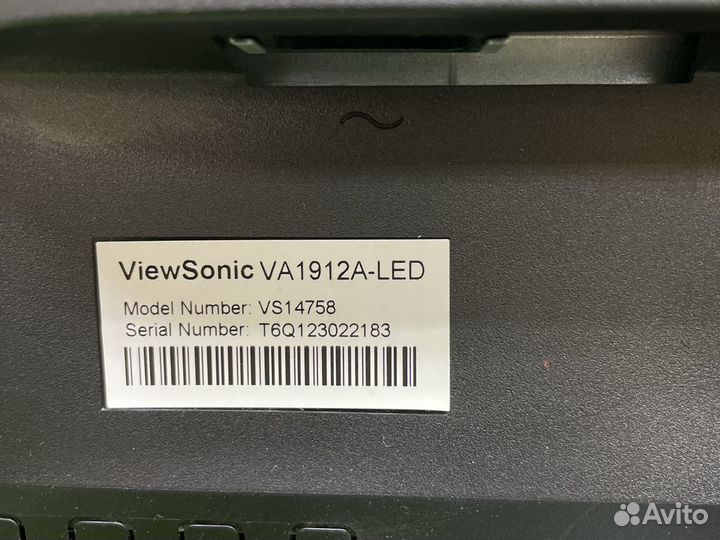 ViewSonic VA1912A-LED
Model Number: VS14758
Serial Number: T6Q123022183
Avito